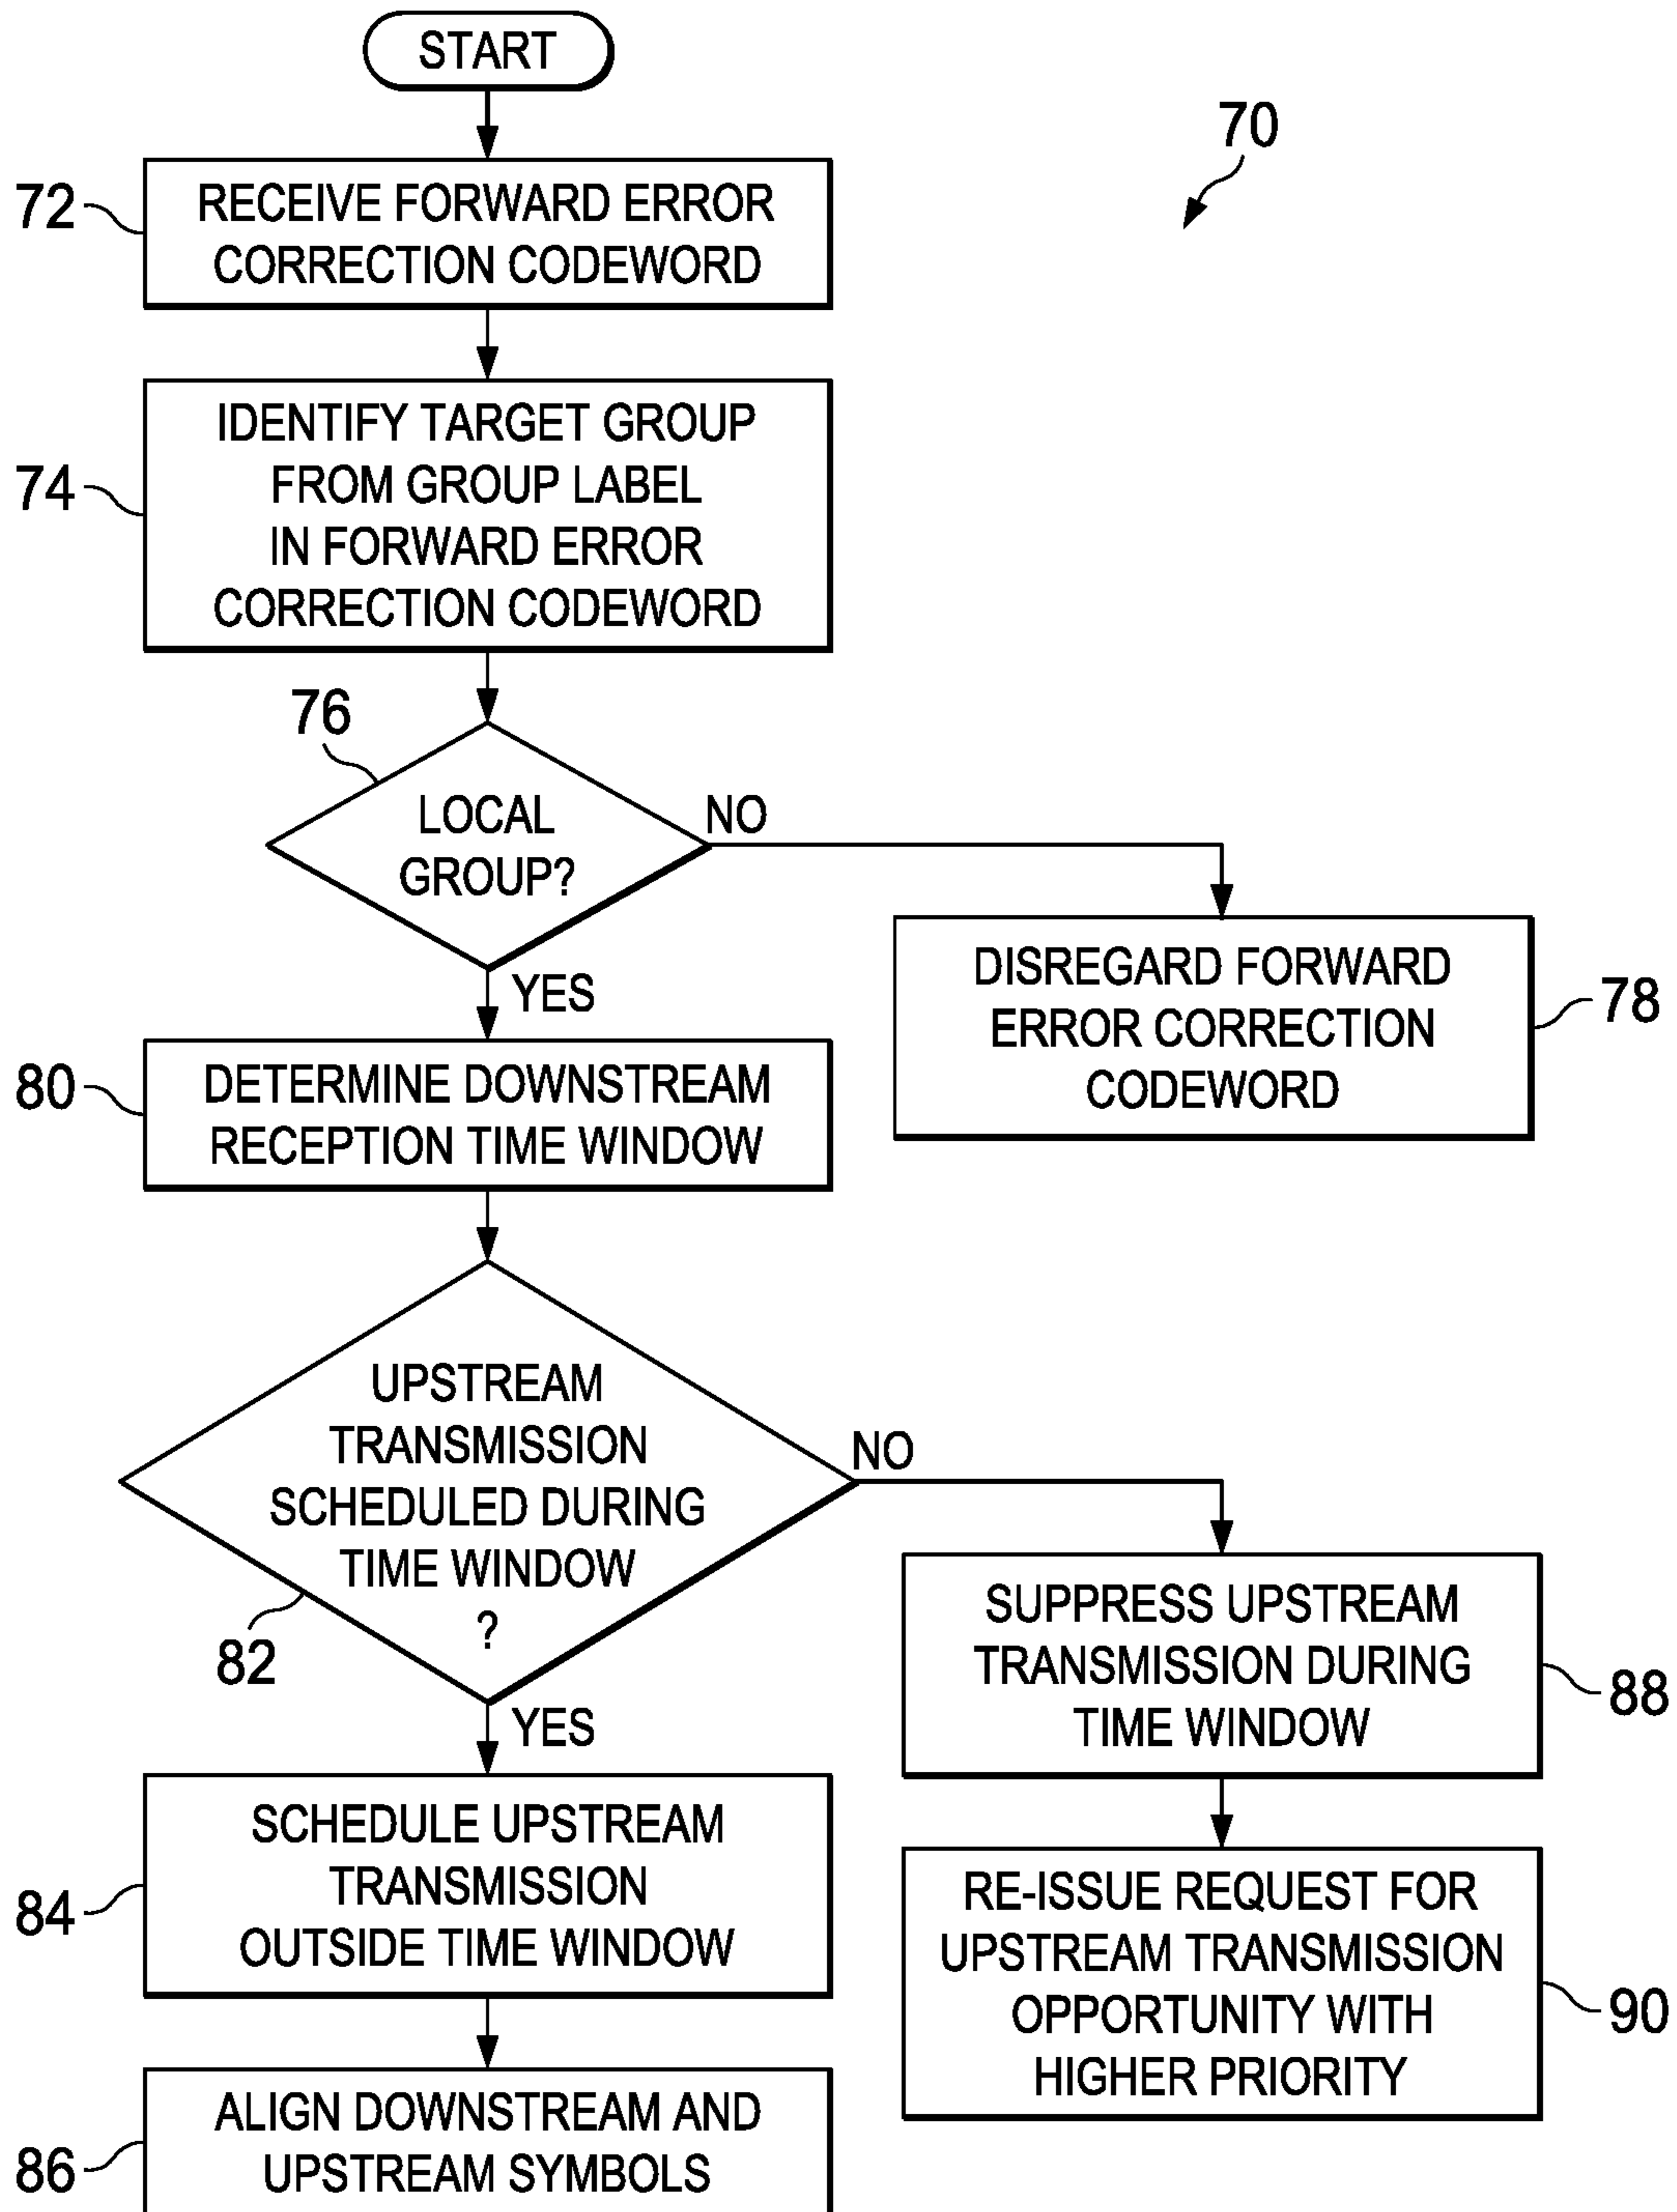 START
70
72
RECEIVE FORWARD ERROR
CORRECTION CODEWORD
74
IDENTIFY TARGET GROUP
FROM GROUP LABEL
IN FORWARD ERROR
CORRECTION CODEWORD
76
LOCAL
GROUP?
NO
YES
DISREGARD FORWARD
ERROR CORRECTION
CODEWORD
78
80
DETERMINE DOWNSTREAM
RECEPTION TIME WINDOW
UPSTREAM
TRANSMISSION
SCHEDULED DURING
TIME WINDOW
?
82
NO
YES
SUPPRESS UPSTREAM
TRANSMISSION DURING
TIME WINDOW
88
84
SCHEDULE UPSTREAM
TRANSMISSION
OUTSIDE TIME WINDOW
RE-ISSUE REQUEST FOR
UPSTREAM TRANSMISSION
OPPORTUNITY WITH
HIGHER PRIORITY
90
86
ALIGN DOWNSTREAM AND
UPSTREAM SYMBOLS